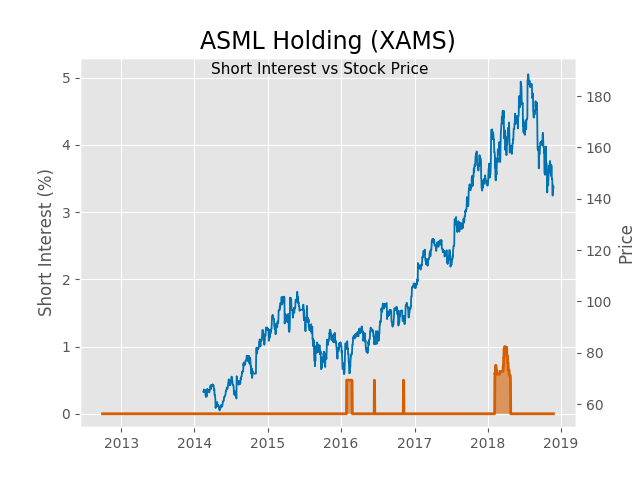 ASML Holding (XAMS)
Short Interest vs Stock Price
Short Interest (%)
5
4
3
2
1
0
180
160
140
120
100
80
60
Price
2013 2014 2015 2016 2017 2018 2019